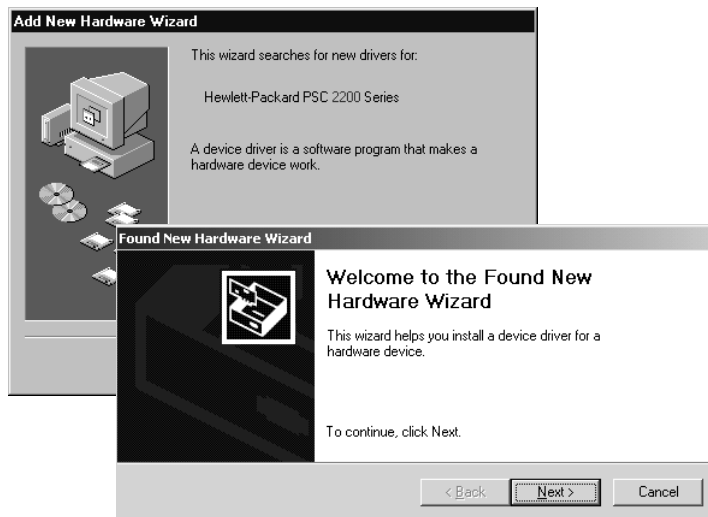 Add New Hardware Wizard
This wizard searches for new drivers for:
Hewlett-Packard PSC 2200 Series
A device driver is a software program that makes a
hardware device work.
Found New Hardware Wizard
Welcome to the Found New
Hardware Wizard
This wizard helps you install a device driver for a
hardware device.
To continue, click Next.
< Back
Next >
Cancel